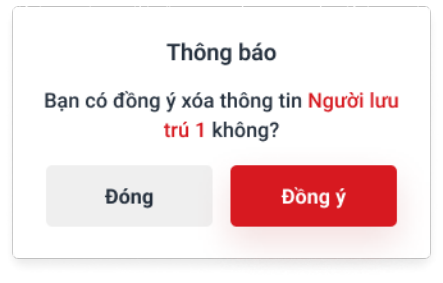 Thông báo
Bạn có đồng ý xóa thông tin Người lưu
trú 1 không?
Đóng
Đồng ý